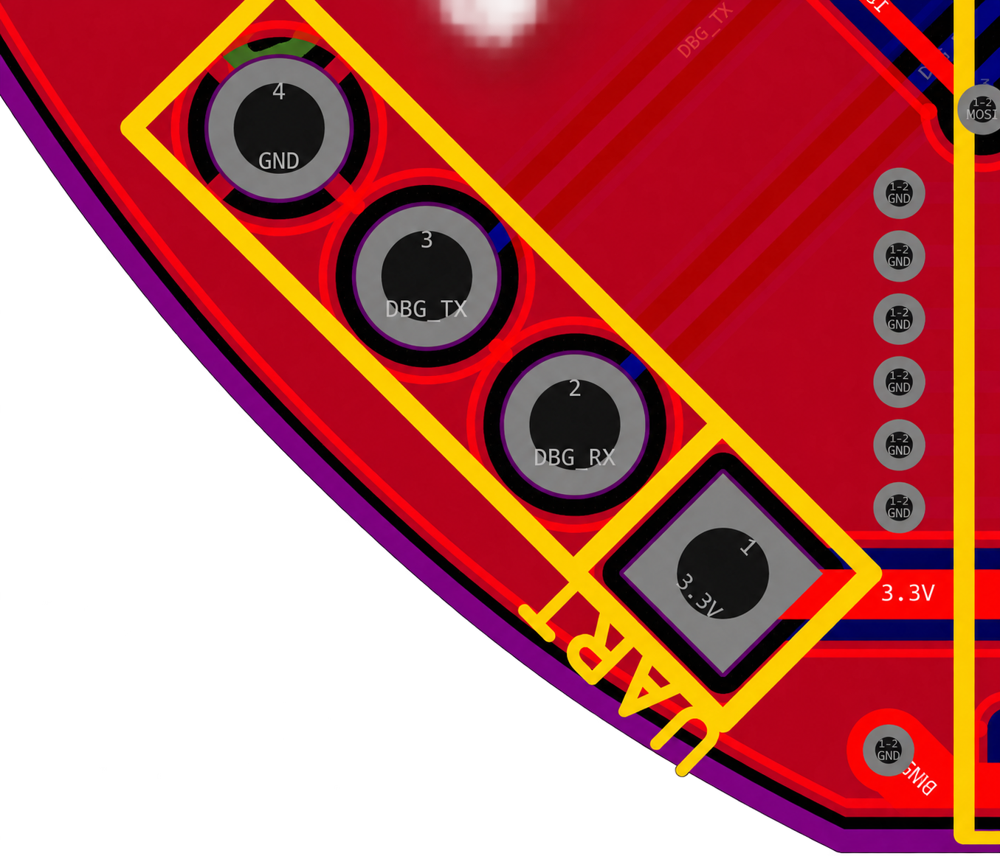 DBG_TX
1-2
MOSI
4
GND
1-2
GND
3
DBG_TX
1-2
GND
1-2
GND
2
DBG_RX
1-2
GND
1-2
GND
1-2
GND
1
3.3V
3.3V
UART
1-2
GND